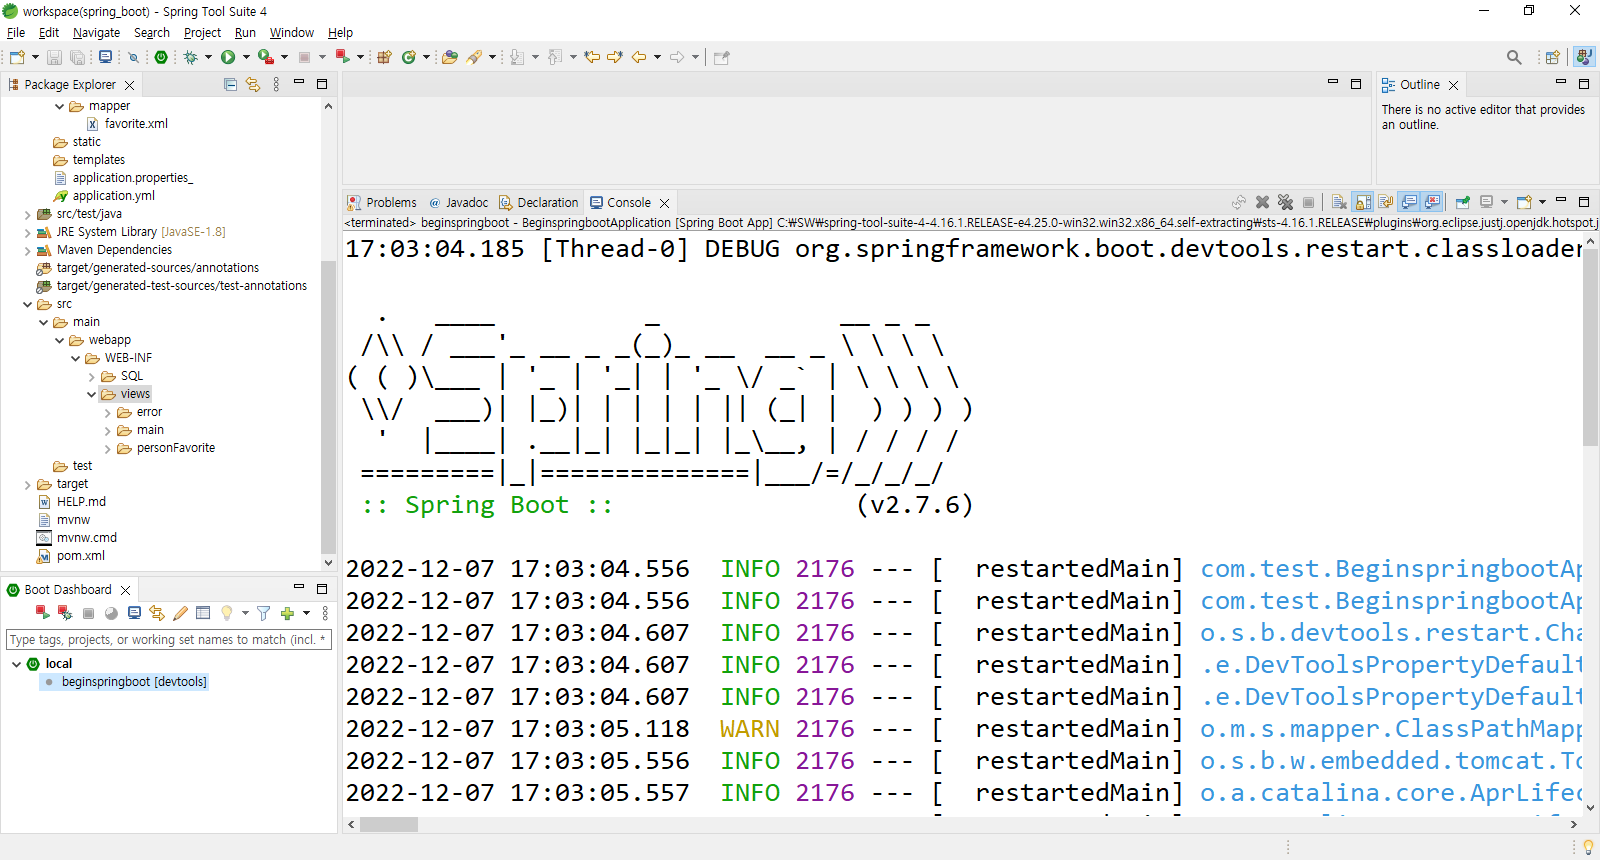 workspace(spring_boot) - Spring Tool Suite 4
File Edit Navigate Search Project Run Window Help
Package Explorer
mapper
favorite.xml
static
templates
application.properties_
application.yml
src/test/java
JRE System Library [JavaSE-1.8]
Maven Dependencies
target/generated-sources/annotations
target/generated-test-sources/test-annotations
src
main
webapp
WEB-INF
SQL
views
error
main
personFavorite
test
target
HELP.md
mvnw
mvnw.cmd
pom.xml
Boot Dashboard
Type tags, projects, or working set names to match (incl. *
local
beginspringboot [devtools]
Outline
There is no active editor that provides
an outline.
Problems @ Javadoc Declaration Console
<terminated> beginspringboot - BeginspringbootApplication [Spring Boot App] C:₩SW₩spring-tool-suite-4-4.16.1.RELEASE-e4.25.0-win32.win32.x86_64.self-extracting₩sts-4.16.1.RELEASE₩plugins₩org.eclipse.justj.openjdk.hotspot.j
17:03:04.185 [Thread-0] DEBUG org.springframework.boot.devtools.restart.classloader
  .   ____          _            __ _ _
 /\\ / ___'_ __ _ _(_)_ __  __ _ \ \ \ \
( ( )\___ | '_ | '_| | '_ \/ _` | \ \ \ \
 \\/  ___)| |_)| | | | | || (_| |  ) ) ) )
  '  |____| .__|_| |_|_| |_\__, | / / / /
 =========|_|==============|___/=/_/_/_/
 :: Spring Boot ::                (v2.7.6)
2022-12-07 17:03:04.556  INFO 2176 --- [  restartedMain] com.test.BeginspringbootAp
2022-12-07 17:03:04.556  INFO 2176 --- [  restartedMain] com.test.BeginspringbootAp
2022-12-07 17:03:04.607  INFO 2176 --- [  restartedMain] o.s.b.devtools.restart.Cha
2022-12-07 17:03:04.607  INFO 2176 --- [  restartedMain] .e.DevToolsPropertyDefault
2022-12-07 17:03:04.607  INFO 2176 --- [  restartedMain] .e.DevToolsPropertyDefault
2022-12-07 17:03:05.118  WARN 2176 --- [  restartedMain] o.m.s.mapper.ClassPathMapp
2022-12-07 17:03:05.556  INFO 2176 --- [  restartedMain] o.s.b.w.embedded.tomcat.To
2022-12-07 17:03:05.557  INFO 2176 --- [  restartedMain] o.a.catalina.core.AprLifec